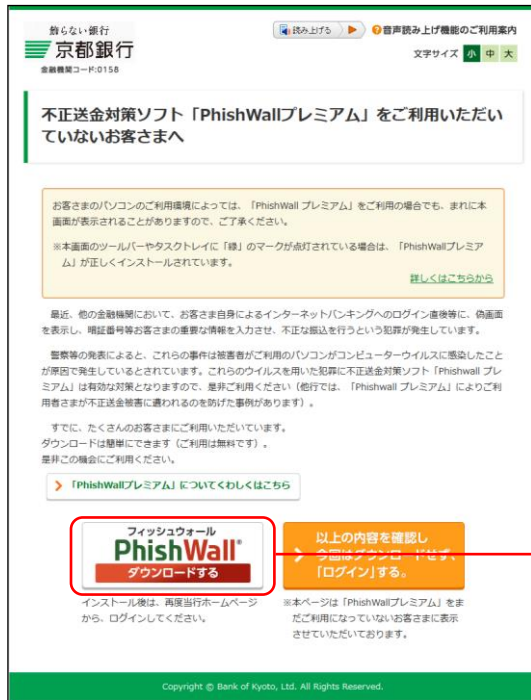 飾らない銀行
京都銀行
金融機関コード:0158
読み上げる
?音声読み上げ機能のご利用案内
文字サイズ 小 中 大
不正送金対策ソフト「PhishWallプレミアム」をご利用いただい
ていないお客さまへ
お客さまのパソコンのご利用環境によっては、「PhishWall プレミアム」をご利用の場合でも、まれに本
画面が表示されることがありますので、ご了承ください。
※本画面のツールバーやタスクトレイに「緑」のマークが点灯されている場合は、「PhishWallプレミア
ム」が正しくインストールされています。
詳しくはこちらから
最近、他の金融機関において、お客さま自身によるインターネットバンキングへのログイン直後等に、偽画面
を表示し、暗証番号等お客さまの重要な情報を入力させ、不正な振込を行うという犯罪が発生しています。
警察等の発表によると、これらの事件は被害者がご利用のパソコンがコンピューターウイルスに感染したこと
が原因で発生しているとされています。これらのウイルスを用いた犯罪に不正送金対策ソフト「Phishwall プレ
ミアム」は有効な対策となりますので、是非ご利用ください（他行では、「Phishwall プレミアム」によりご利
用者さまが不正送金被害に遭われるのを防げた事例があります）。
すでに、たくさんのお客さまにご利用いただいています。
ダウンロードは簡単にできます（ご利用は無料です）。
是非この機会にご利用ください。
「PhishWallプレミアム」についてくわしくはこちら
フィッシュウォール
PhishWall®
ダウンロードする
インストール後は、再度当行ホームページ
から、ログインしてください。
以上の内容を確認し
今回はダウンロードせず、
「ログイン」する。
※本ページは「PhishWallプレミアム」をま
だご利用になっていないお客さまに表示
させていただいております。
Copyright © Bank of Kyoto, Ltd. All Rights Reserved.